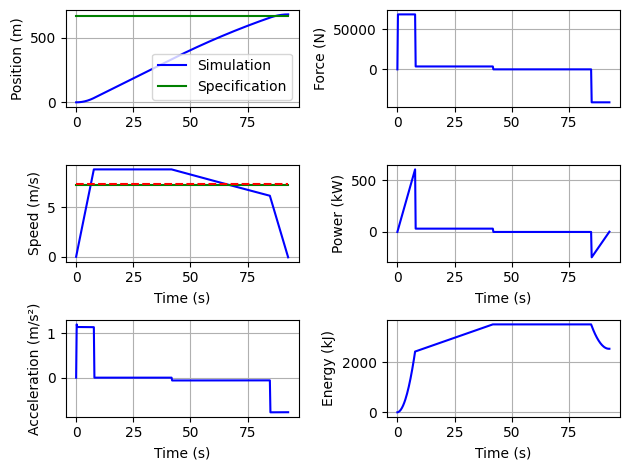 Position (m)
500
0
0 25 50 75
Simulation
Specification
Force (N)
50000
0
0 25 50 75
Speed (m/s)
5
0
0 25 50 75
Time (s)
Power (kW)
500
0
0 25 50 75
Time (s)
Acceleration (m/s²)
1
0
0 25 50 75
Time (s)
Energy (kJ)
2000
0
0 25 50 75
Time (s)